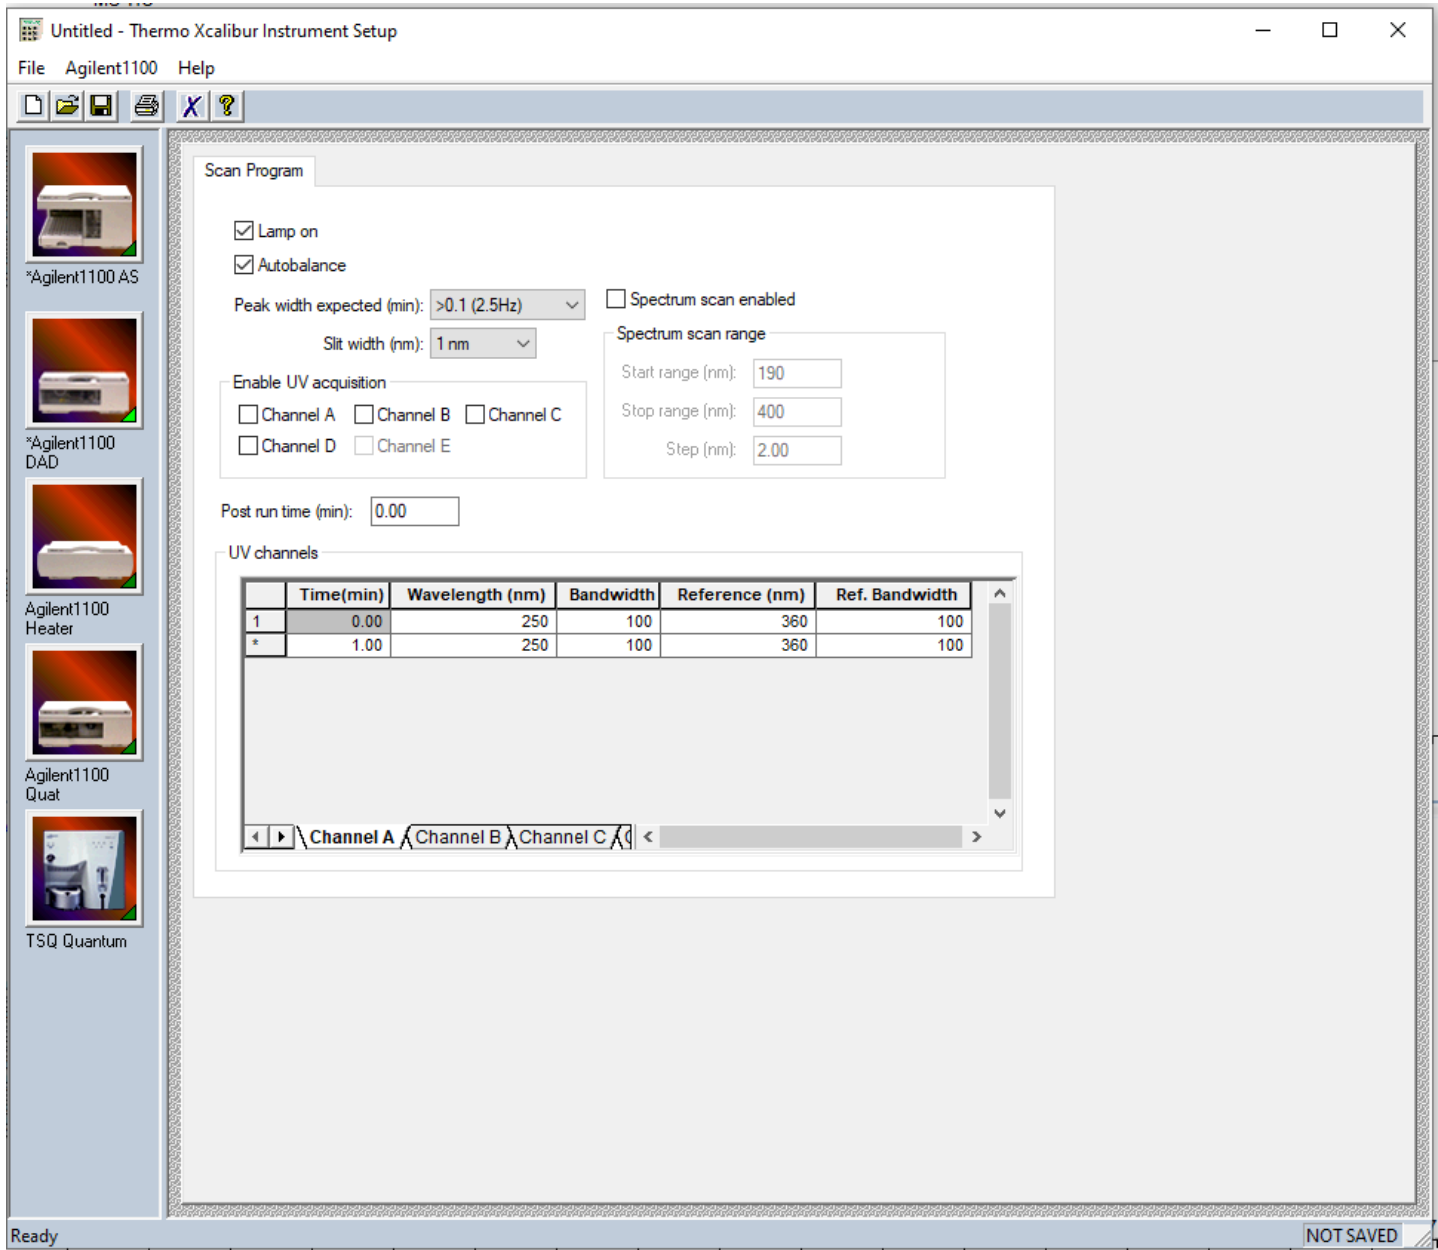 Untitled - Thermo Xcalibur Instrument Setup
File Agilent1100 Help
*Agilent1100 AS
*Agilent1100
DAD
Agilent1100
Heater
Agilent1100
Quat
TSQ Quantum
Scan Program
Lamp on
Autobalance
Peak width expected (min): >0.1 (2.5Hz)
Slit width (nm): 1 nm
Enable UV acquisition
Channel A Channel B Channel C
Channel D Channel E
Spectrum scan enabled
Spectrum scan range
Start range (nm): 190
Stop range (nm): 400
Step (nm): 2.00
Post run time (min): 0.00
UV channels
Time(min) Wavelength (nm) Bandwidth Reference (nm) Ref. Bandwidth
1 0.00 250 100 360 100
* 1.00 250 100 360 100
Channel A Channel B Channel C
Ready NOT SAVED